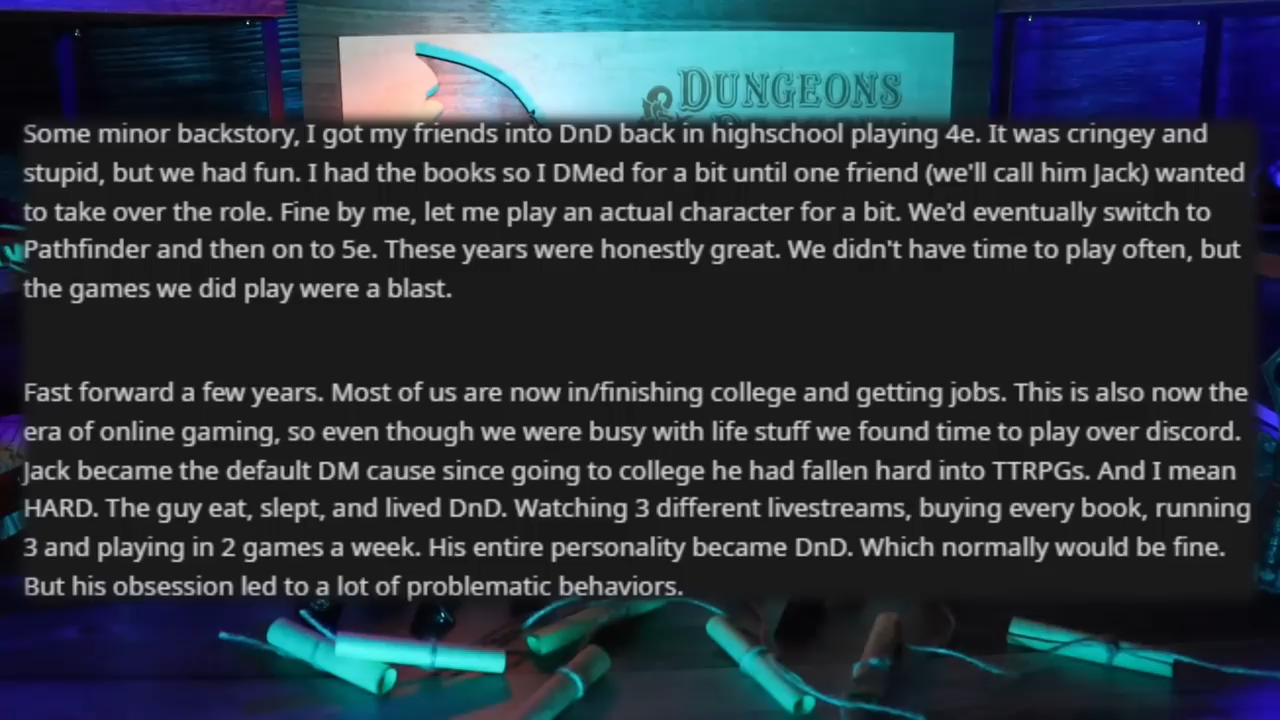 DUNGEONS
Some minor backstory, I got my friends into DnD back in highschool playing 4e. It was cringey and
stupid, but we had fun. I had the books so I DMed for a bit until one friend (we'll call him Jack) wanted
to take over the role. Fine by me, let me play an actual character for a bit. We'd eventually switch to
Pathfinder and then on to 5e. These years were honestly great. We didn't have time to play often, but
the games we did play were a blast.
Fast forward a few years. Most of us are now in/finishing college and getting jobs. This is also now the
era of online gaming, so even though we were busy with life stuff we found time to play over discord.
Jack became the default DM cause since going to college he had fallen hard into TTRPGs. And I mean
HARD. The guy eat, slept, and lived DnD. Watching 3 different livestreams, buying every book, running
3 and playing in 2 games a week. His entire personality became DnD. Which normally would be fine.
But his obsession led to a lot of problematic behaviors.